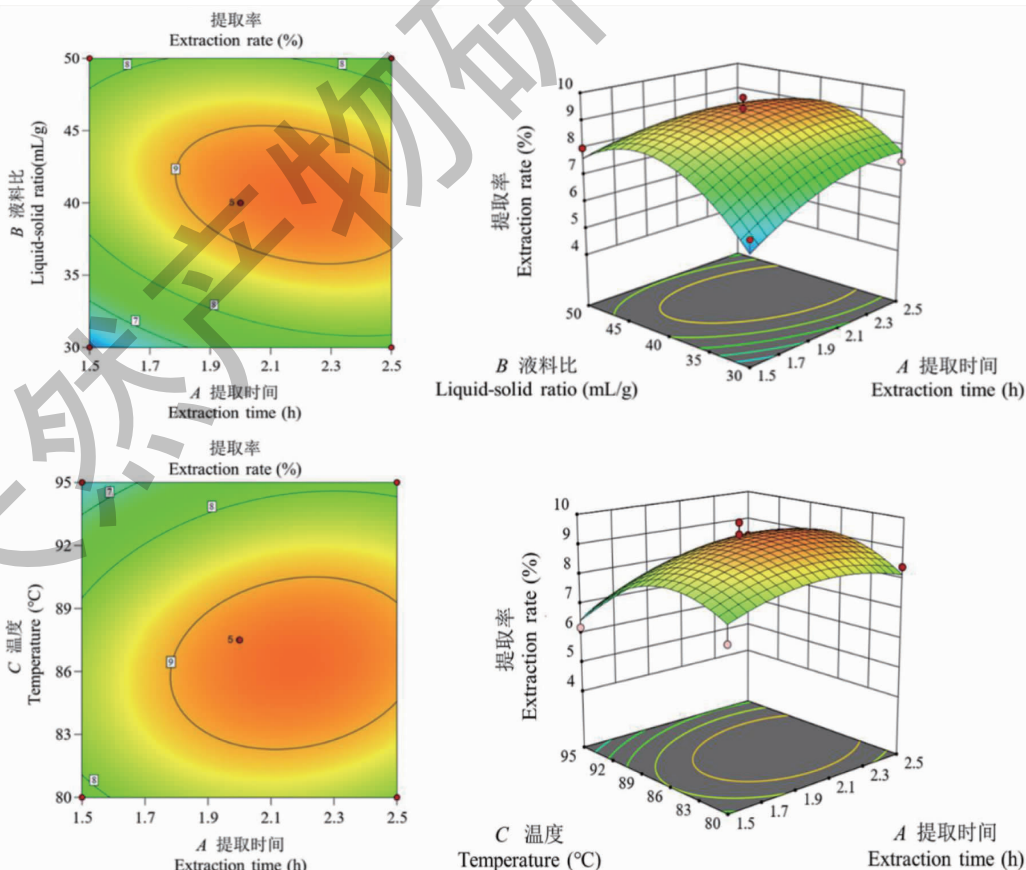 提取率
Extraction rate (%)
50
45
40
35
30
B 液料比
Liquid-solid ratio(mL/g)
8
8
9
5
8
7
1.5 1.7 1.9 2.1 2.3 2.5
A 提取时间
Extraction time (h)
10
9
8
7
6
5
4
提取率
Extraction rate (%)
50 45 40 35 30
1.5 1.7 1.9 2.1 2.3 2.5
B 液料比
Liquid-solid ratio (mL/g)
A 提取时间
Extraction time (h)
提取率
Extraction rate (%)
95
92
89
86
83
80
C 温度
Temperature (°C)
7
8
5
9
8
1.5 1.7 1.9 2.1 2.3 2.5
A 提取时间
Extraction time (h)
10
9
8
7
6
5
4
提取率
Extraction rate (%)
95 92 89 86 83 80
1.5 1.7 1.9 2.1 2.3 2.5
C 温度
Temperature (°C)
A 提取时间
Extraction time (h)
然产物研